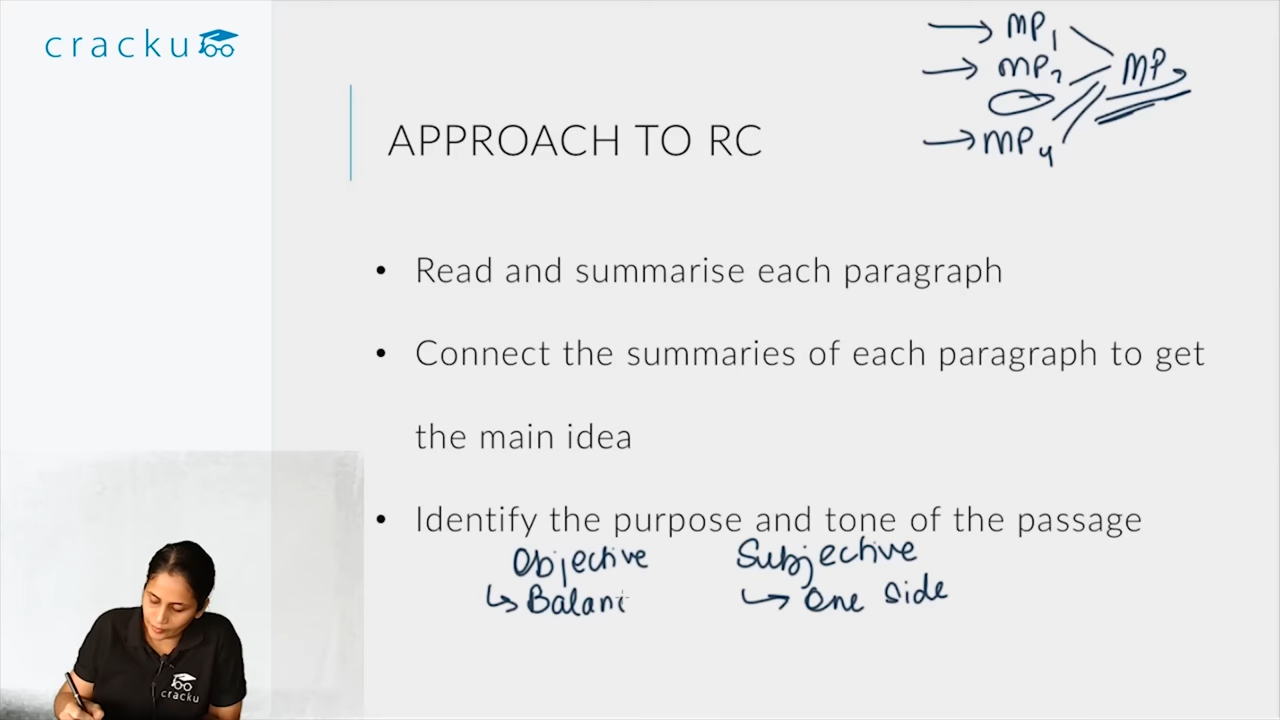 cracku
MP1
MP2
MP
MP4
APPROACH TO RC
• Read and summarise each paragraph
• Connect the summaries of each paragraph to get
the main idea
• Identify the purpose and tone of the passage
Objective Subjective
↳ Balan ↳ One side
cracku